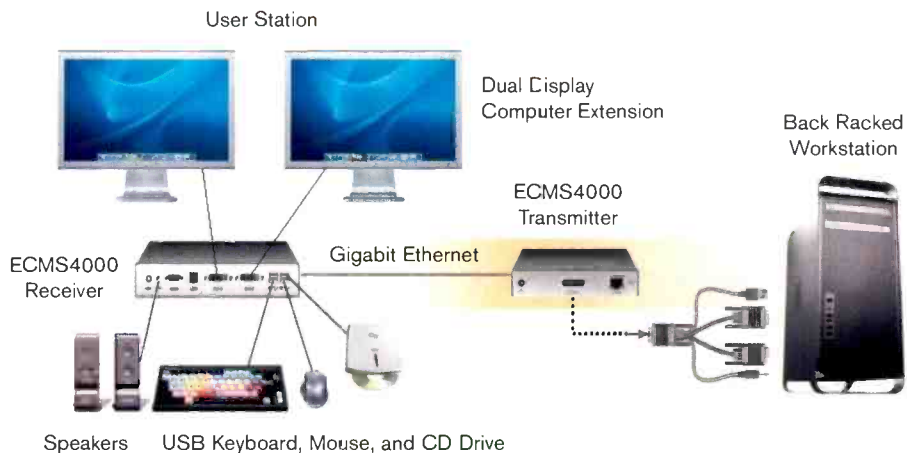 User Station
Dual Display
Computer Extension
Back Racked
Workstation
ECMS4000
Transmitter
ECMS4000
Receiver
Gigabit Ethernet
Speakers
USB Keyboard, Mouse, and CD Drive